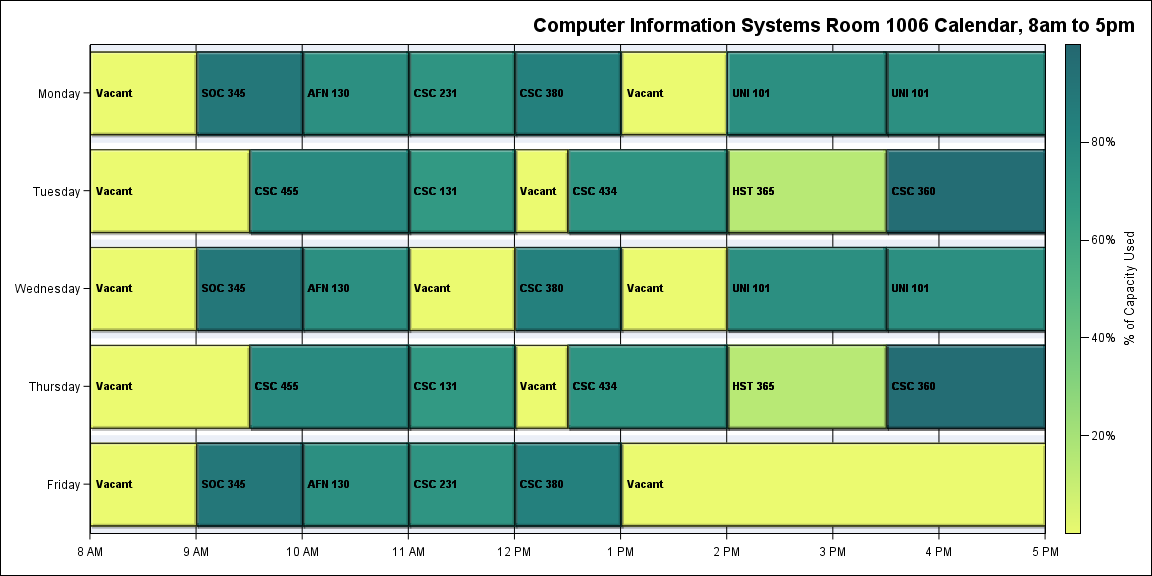 Computer Information Systems Room 1006 Calendar, 8am to 5pm
Monday
Vacant
SOC 345
AFN 130
CSC 231
CSC 380
Vacant
UNI 101
UNI 101
Tuesday
Vacant
CSC 455
CSC 131
Vacant
CSC 434
HST 365
CSC 360
Wednesday
Vacant
SOC 345
AFN 130
Vacant
CSC 380
Vacant
UNI 101
UNI 101
Thursday
Vacant
CSC 455
CSC 131
Vacant
CSC 434
HST 365
CSC 360
Friday
Vacant
SOC 345
AFN 130
CSC 231
CSC 380
Vacant
8 AM
9 AM
10 AM
11 AM
12 PM
1 PM
2 PM
3 PM
4 PM
5 PM
80%
60%
40%
20%
% of Capacity Used